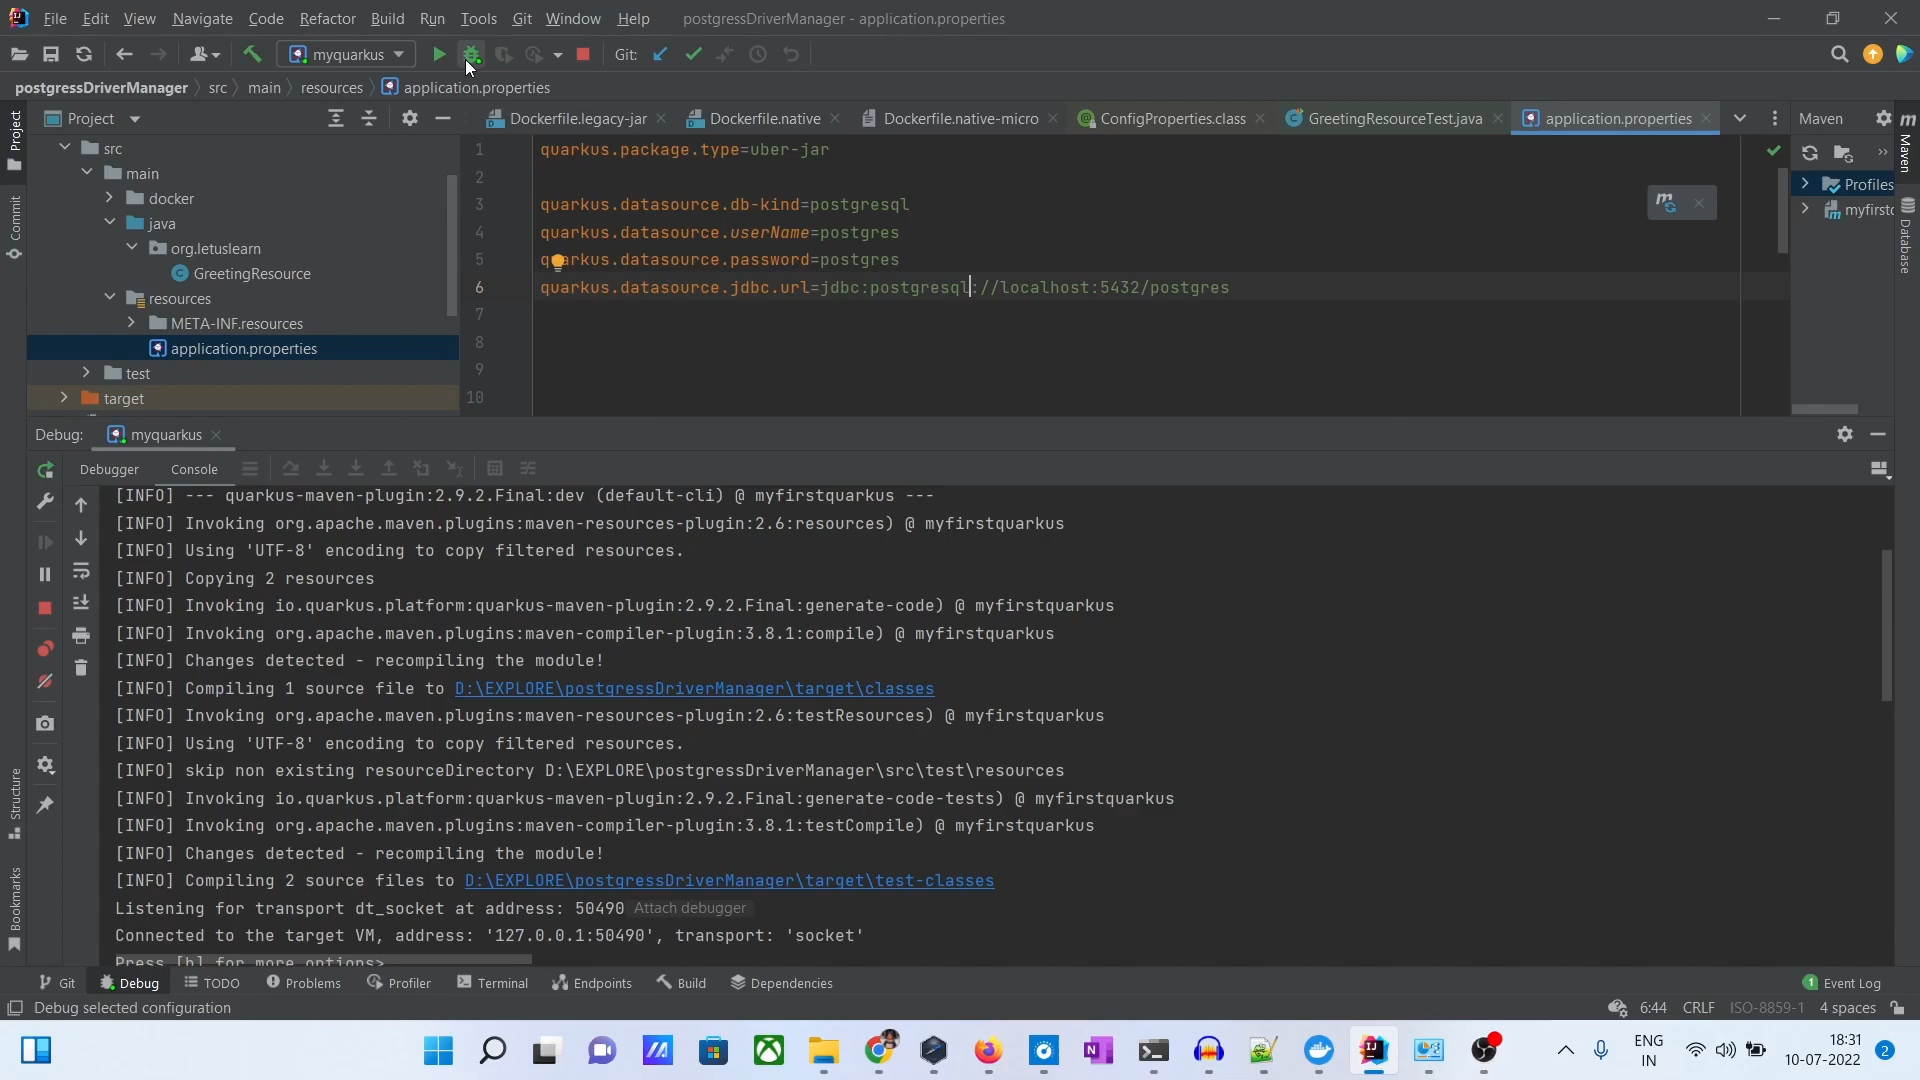 File Edit View Navigate Code Refactor Build Run Tools Git Window Help postgressDriverManager - application.properties
myquarkus Git:
postgressDriverManager src main resources application.properties
Project Dockerfile.legacy-jar Dockerfile.native Dockerfile.native-micro ConfigProperties.class GreetingResourceTest.java application.properties Maven
Project
Commit
Structure
Bookmarks
Maven
Database
src
main
docker
java
org.letuslearn
GreetingResource
resources
META-INF.resources
application.properties
test
target
1 quarkus.package.type=uber-jar
2
3 quarkus.datasource.db-kind=postgresql
4 quarkus.datasource.userName=postgres
5 quarkus.datasource.password=postgres
6 quarkus.datasource.jdbc.url=jdbc:postgresql://localhost:5432/postgres
7
8
9
10
Profiles
myfirst
Debug: myquarkus
Debugger Console
[INFO] --- quarkus-maven-plugin:2.9.2.Final:dev (default-cli) @ myfirstquarkus ---
[INFO] Invoking org.apache.maven.plugins:maven-resources-plugin:2.6:resources) @ myfirstquarkus
[INFO] Using 'UTF-8' encoding to copy filtered resources.
[INFO] Copying 2 resources
[INFO] Invoking io.quarkus.platform:quarkus-maven-plugin:2.9.2.Final:generate-code) @ myfirstquarkus
[INFO] Invoking org.apache.maven.plugins:maven-compiler-plugin:3.8.1:compile) @ myfirstquarkus
[INFO] Changes detected - recompiling the module!
[INFO] Compiling 1 source file to D:\EXPLORE\postgressDriverManager\target\classes
[INFO] Invoking org.apache.maven.plugins:maven-resources-plugin:2.6:testResources) @ myfirstquarkus
[INFO] Using 'UTF-8' encoding to copy filtered resources.
[INFO] skip non existing resourceDirectory D:\EXPLORE\postgressDriverManager\src\test\resources
[INFO] Invoking io.quarkus.platform:quarkus-maven-plugin:2.9.2.Final:generate-code-tests) @ myfirstquarkus
[INFO] Invoking org.apache.maven.plugins:maven-compiler-plugin:3.8.1:testCompile) @ myfirstquarkus
[INFO] Changes detected - recompiling the module!
[INFO] Compiling 2 source files to D:\EXPLORE\postgressDriverManager\target\test-classes
Listening for transport dt_socket at address: 50490 Attach debugger
Connected to the target VM, address: '127.0.0.1:50490', transport: 'socket'
Press [h] for more options>
Git Debug TODO Problems Profiler Terminal Endpoints Build Dependencies 1 Event Log
Debug selected configuration 6:44 CRLF ISO-8859-1 4 spaces
ENG 18:31
IN 10-07-2022 2